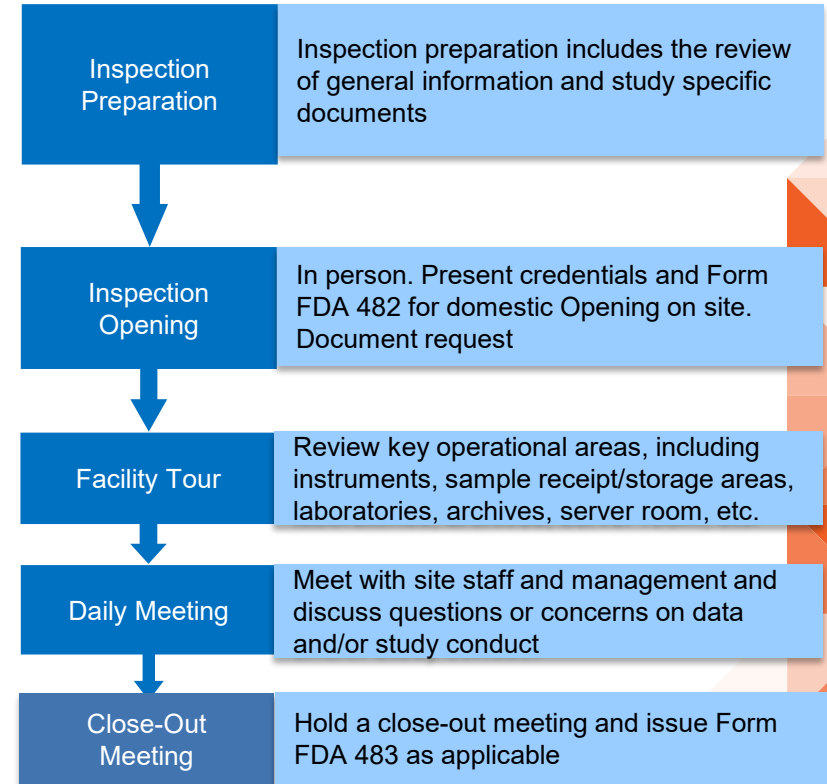 Inspection
Preparation
Inspection preparation includes the review
of general information and study specific
documents
Inspection
Opening
In person. Present credentials and Form
FDA 482 for domestic Opening on site.
Document request
Facility Tour
Review key operational areas, including
instruments, sample receipt/storage areas,
laboratories, archives, server room, etc.
Daily Meeting
Meet with site staff and management and
discuss questions or concerns on data
and/or study conduct
Close-Out
Meeting
Hold a close-out meeting and issue Form
FDA 483 as applicable